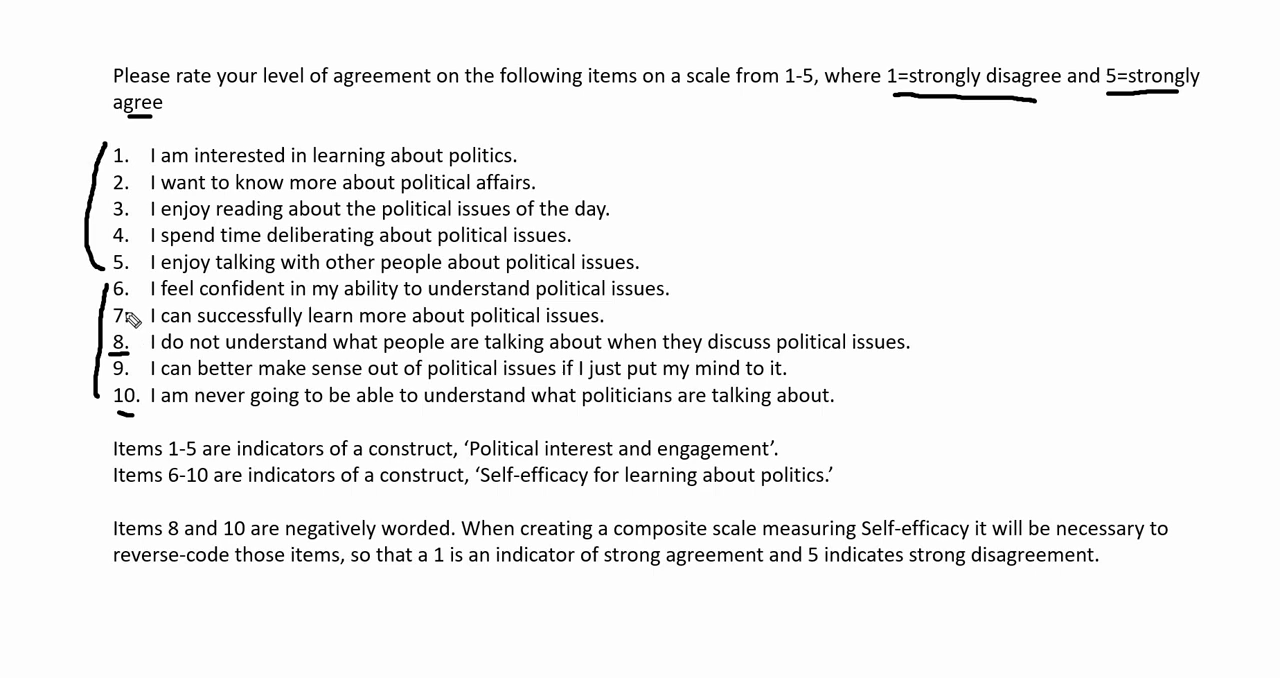 Please rate your level of agreement on the following items on a scale from 1-5, where 1=strongly disagree and 5=strongly
agree
1. I am interested in learning about politics.
2. I want to know more about political affairs.
3. I enjoy reading about the political issues of the day.
4. I spend time deliberating about political issues.
5. I enjoy talking with other people about political issues.
6. I feel confident in my ability to understand political issues.
7. I can successfully learn more about political issues.
8. I do not understand what people are talking about when they discuss political issues.
9. I can better make sense out of political issues if I just put my mind to it.
10. I am never going to be able to understand what politicians are talking about.
Items 1-5 are indicators of a construct, ‘Political interest and engagement’.
Items 6-10 are indicators of a construct, ‘Self-efficacy for learning about politics.’
Items 8 and 10 are negatively worded. When creating a composite scale measuring Self-efficacy it will be necessary to
reverse-code those items, so that a 1 is an indicator of strong agreement and 5 indicates strong disagreement.